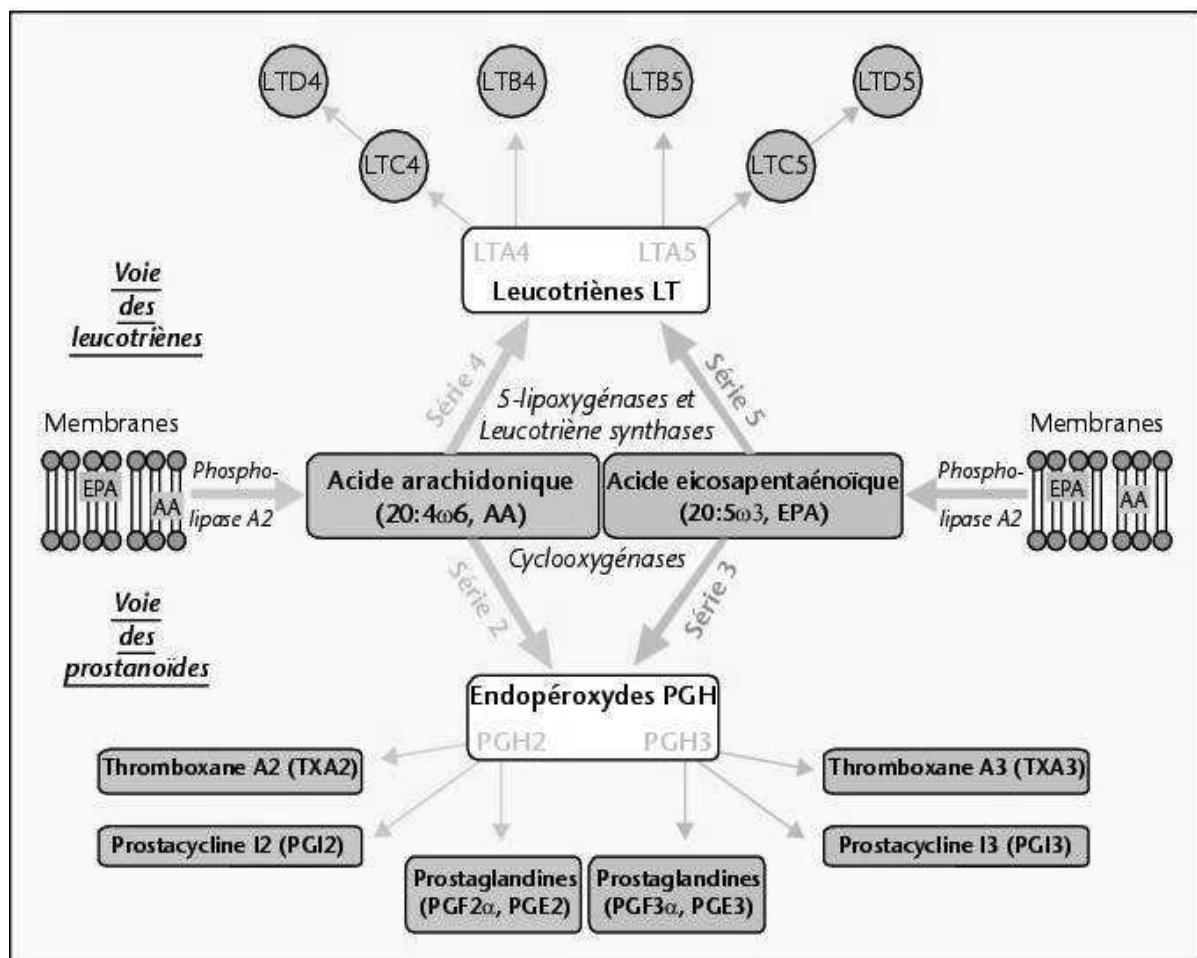 LTD4
LTB4
LTB5
LTD5
LTC4
LTC5
LTA4
LTA5
Leucotriènes LT
Voie
des
leucotriènes
Série 4
Série 5
5-lipoxygénases et
Leucotriène synthases
Membranes
Membranes
EPA
AA
Phospho-
lipase A2
Acide arachidonique
(20:4ω6, AA)
Acide eicosapentaénoïque
(20:5ω3, EPA)
Phospho-
lipase A2
EPA
AA
Cyclooxygénases
Série 2
Série 3
Voie
des
prostanoïdes
Endopéroxydes PGH
PGH2
PGH3
Thromboxane A2 (TXA2)
Thromboxane A3 (TXA3)
Prostacycline I2 (PGI2)
Prostacycline I3 (PGI3)
Prostaglandines
(PGF2α, PGE2)
Prostaglandines
(PGF3α, PGE3)